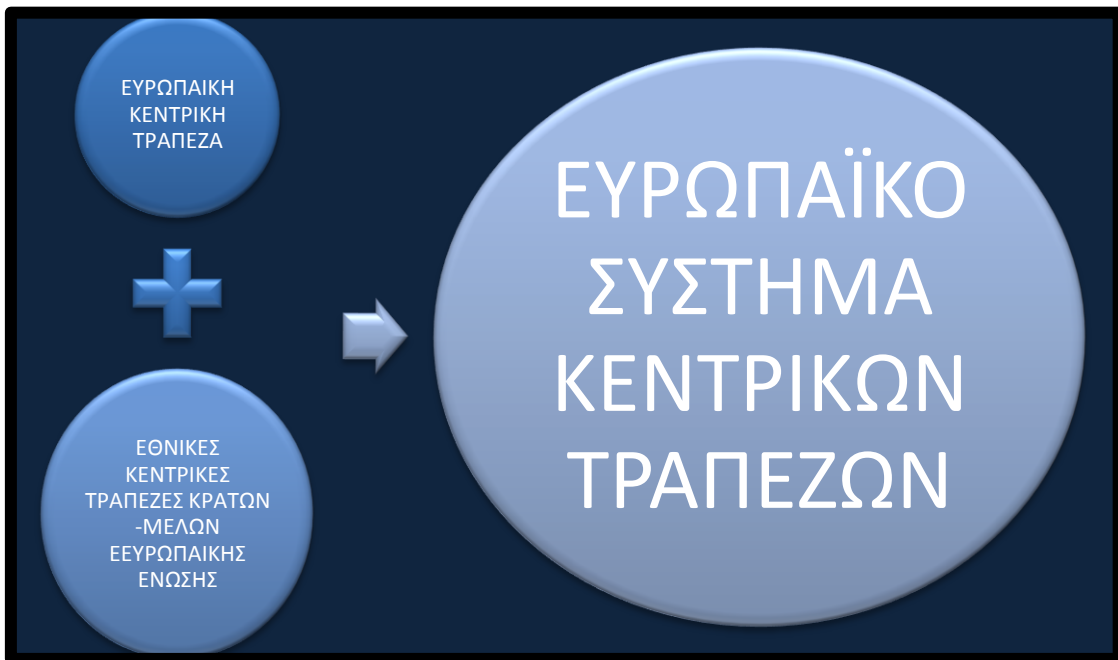 ΕΥΡΩΠΑΙΚΗ
ΚΕΝΤΡΙΚΗ
ΤΡΑΠΕΖΑ
ΕΘΝΙΚΕΣ
ΚΕΝΤΡΙΚΕΣ
ΤΡΑΠΕΖΕΣ ΚΡΑΤΩΝ
-ΜΕΛΩΝ
ΕΕΥΡΩΠΑΙΚΗΣ
ΕΝΩΣΗΣ
ΕΥΡΩΠΑΪΚΟ
ΣΥΣΤΗΜΑ
ΚΕΝΤΡΙΚΩΝ
ΤΡΑΠΕΖΩΝ